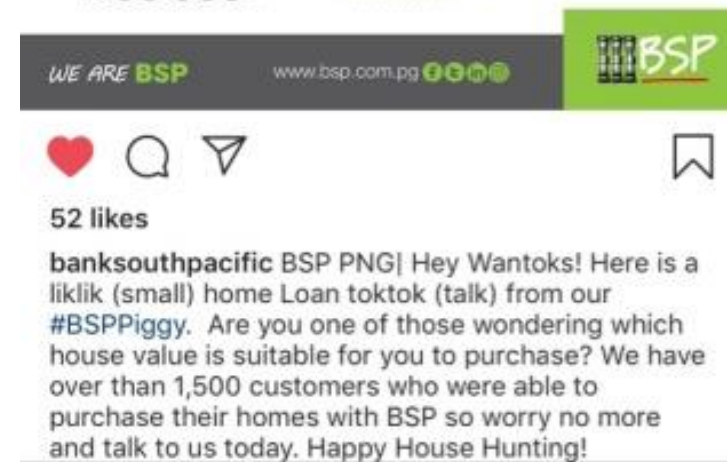 WE ARE BSP
www.bsp.com.pg
BSP
52 likes
banksouthpacific BSP PNG| Hey Wantoks! Here is a
liklik (small) home Loan toktok (talk) from our
#BSPPiggy. Are you one of those wondering which
house value is suitable for you to purchase? We have
over than 1,500 customers who were able to
purchase their homes with BSP so worry no more
and talk to us today. Happy House Hunting!